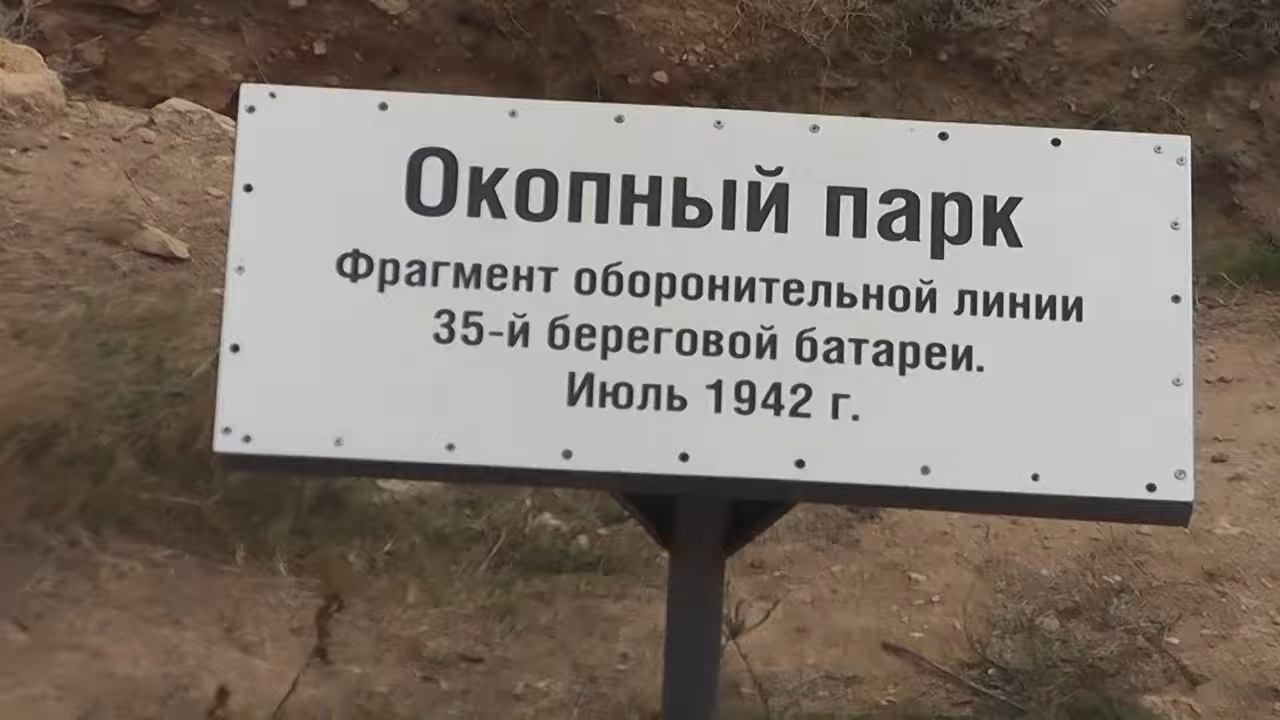 Окопный парк
Фрагмент оборонительной линии
35-й береговой батареи.
Июль 1942 г.